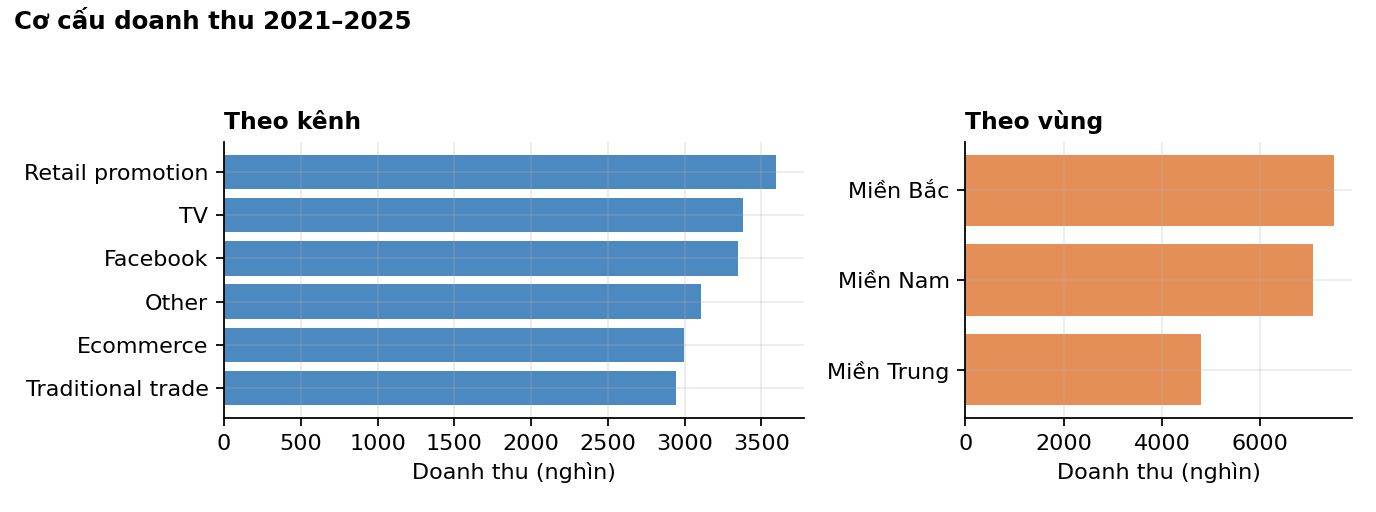 Cơ cấu doanh thu 2021–2025
Theo kênh
Retail promotion
TV
Facebook
Other
Ecommerce
Traditional trade
0 500 1000 1500 2000 2500 3000 3500
Doanh thu (nghìn)
Theo vùng
Miền Bắc
Miền Nam
Miền Trung
0 2000 4000 6000
Doanh thu (nghìn)